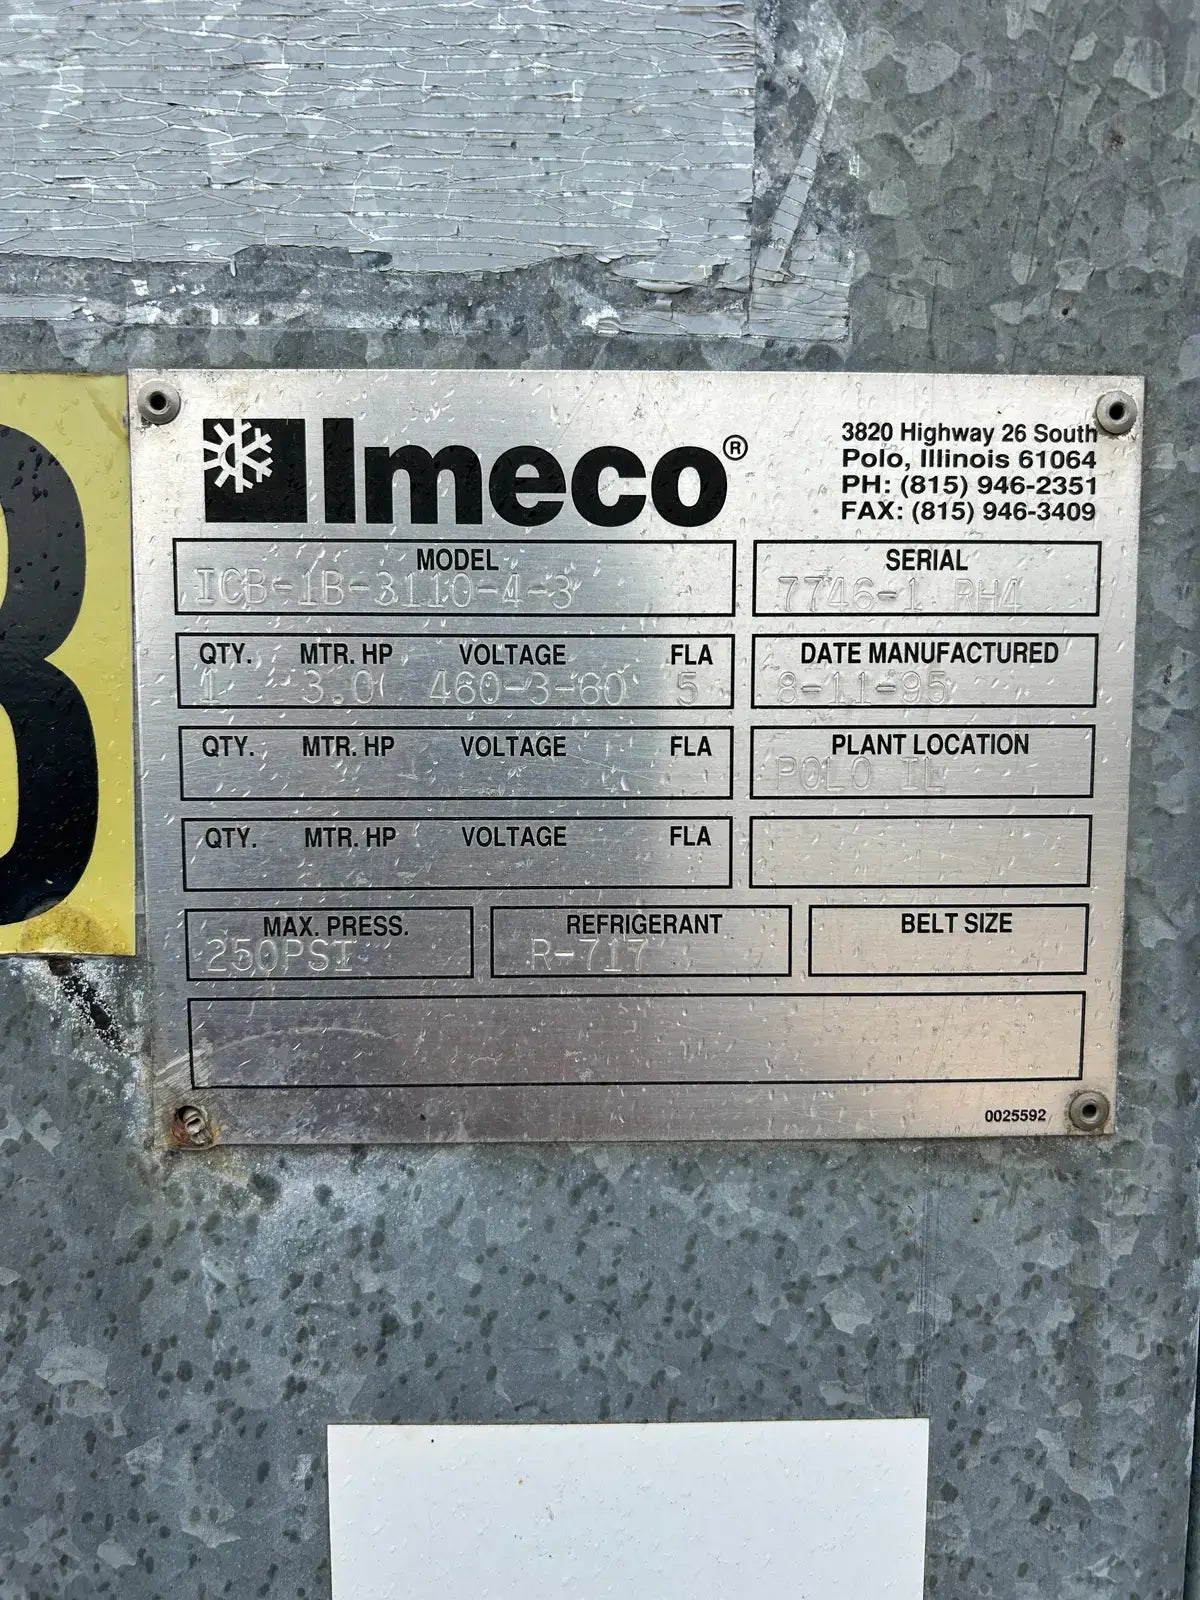 Imeco®
3820 Highway 26 South
Polo, Illinois 61064
PH: (815) 946-2351
FAX: (815) 946-3409
MODEL
ICB-1B-3110-4-3
SERIAL
7746-1 RH4
QTY. MTR. HP VOLTAGE FLA
1 3.0 460-3-60 5
DATE MANUFACTURED
8-11-95
QTY. MTR. HP VOLTAGE FLA
PLANT LOCATION
POLO IL
QTY. MTR. HP VOLTAGE FLA
MAX. PRESS.
250PSI
REFRIGERANT
R-717
BELT SIZE
0025592